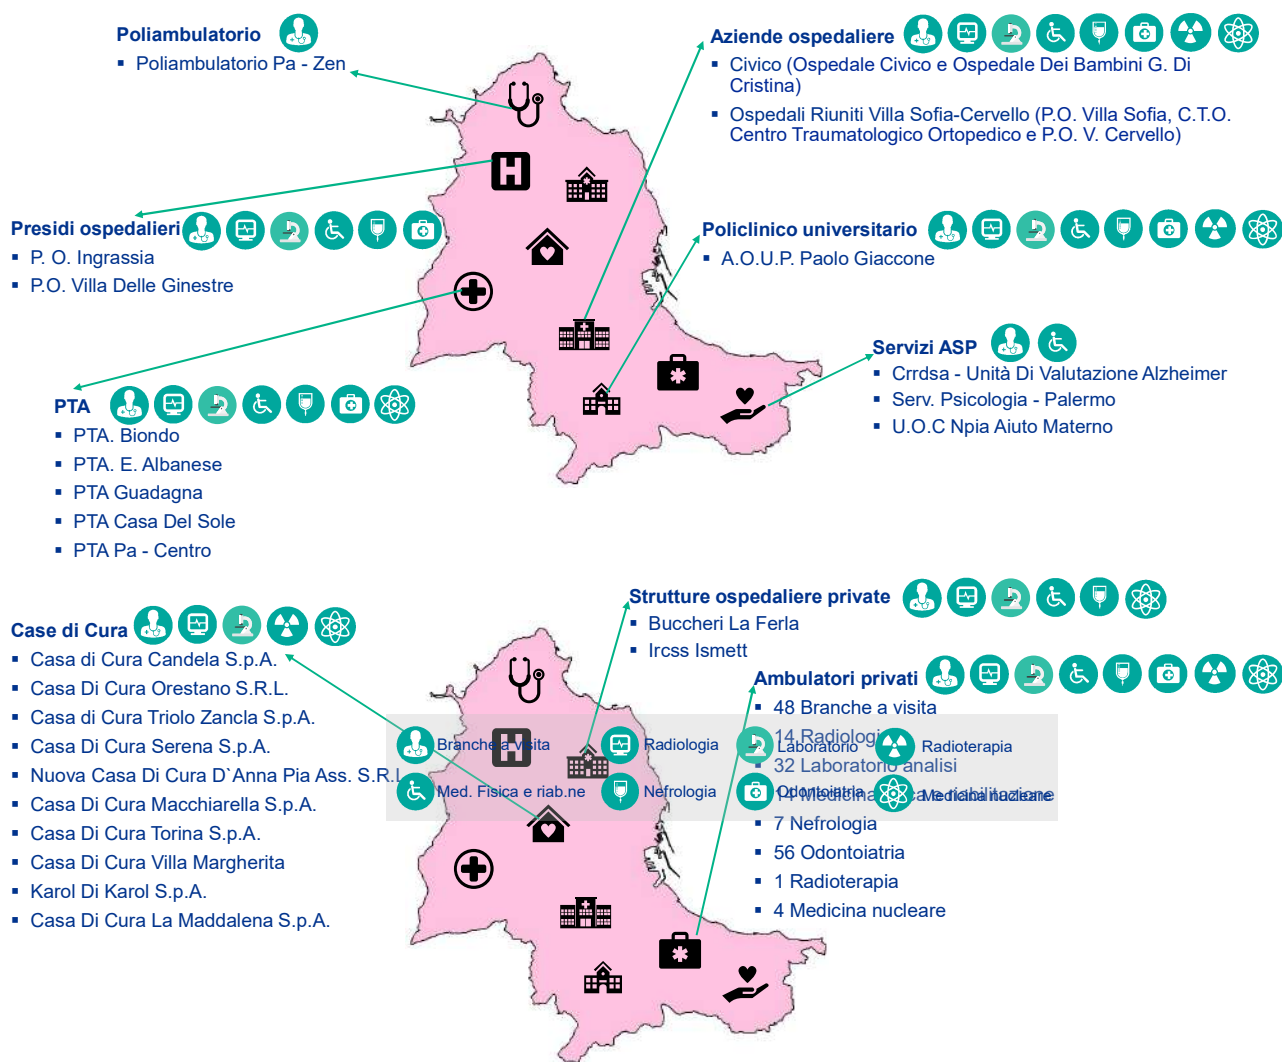 Poliambulatorio
▪ Poliambulatorio Pa - Zen
Aziende ospedaliere
▪ Civico (Ospedale Civico e Ospedale Dei Bambini G. Di
Cristina)
▪ Ospedali Riuniti Villa Sofia-Cervello (P.O. Villa Sofia, C.T.O.
Centro Traumatologico Ortopedico e P.O. V. Cervello)
Presidi ospedalieri
▪ P. O. Ingrassia
▪ P.O. Villa Delle Ginestre
Policlinico universitario
▪ A.O.U.P. Paolo Giaccone
Servizi ASP
▪ Crrdsa - Unità Di Valutazione Alzheimer
▪ Serv. Psicologia - Palermo
▪ U.O.C Npia Aiuto Materno
PTA
▪ PTA. Biondo
▪ PTA. E. Albanese
▪ PTA Guadagna
▪ PTA Casa Del Sole
▪ PTA Pa - Centro
Case di Cura
▪ Casa di Cura Candela S.p.A.
▪ Casa Di Cura Orestano S.R.L.
▪ Casa di Cura Triolo Zancla S.p.A.
▪ Casa Di Cura Serena S.p.A.
▪ Nuova Casa Di Cura D`Anna Pia Ass. S.R.L
▪ Casa Di Cura Macchiarella S.p.A.
▪ Casa Di Cura Torina S.p.A.
▪ Casa Di Cura Villa Margherita
▪ Karol Di Karol S.p.A.
▪ Casa Di Cura La Maddalena S.p.A.
Strutture ospedaliere private
▪ Buccheri La Ferla
▪ Ircss Ismett
Ambulatori privati
▪ 48 Branche a visita
▪ 14 Radiologi
▪ 32 Laboratorio analisi
▪ 14 Medicina riabilitazione
▪ 7 Nefrologia
▪ 56 Odontoiatria
▪ 1 Radioterapia
▪ 4 Medicina nucleare
Branche a visita
Radiologia
Laboratorio
Radioterapia
Med. Fisica e riab.ne
Nefrologia
Odontoiatria
Medicina nucleare